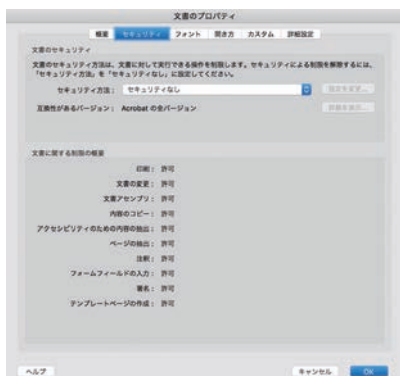 文書のプロパティ
概要 セキュリティ フォント 開き方 カスタム 詳細設定
文書のセキュリティ
文書のセキュリティ方法は、文書に対して実行できる操作を制限します。セキュリティによる制限を解除するには、
「セキュリティ方法」を「セキュリティなし」に設定してください。
セキュリティ方法： セキュリティなし 設定を変更...
互換性があるバージョン： Acrobat の全バージョン 詳細を表示...
文書に関する制限の概要
印刷： 許可
文書の変更： 許可
文書アセンブリ： 許可
内容のコピー： 許可
アクセシビリティのための内容の抽出： 許可
ページの抽出： 許可
注釈： 許可
フォームフィールドの入力： 許可
署名： 許可
テンプレートページの作成： 許可
ヘルプ キャンセル OK